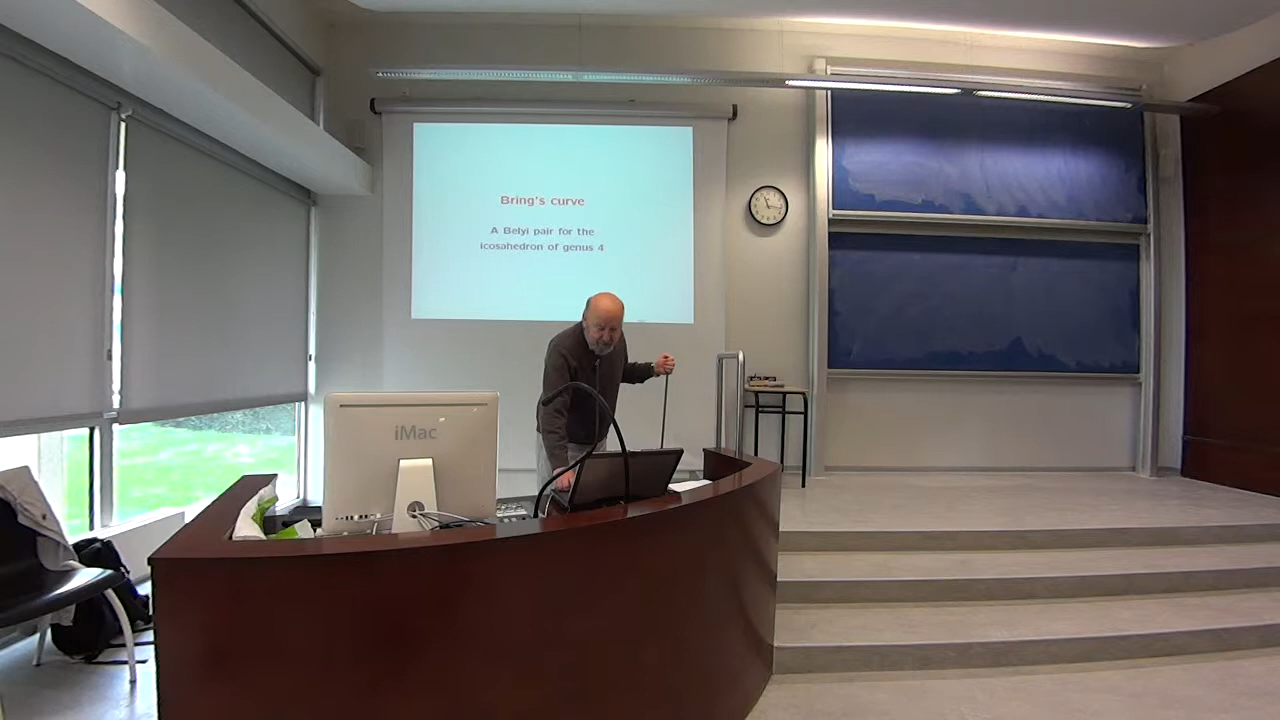 Bring's curve
A Belyi pair for the
icosahedron of genus 4
iMac